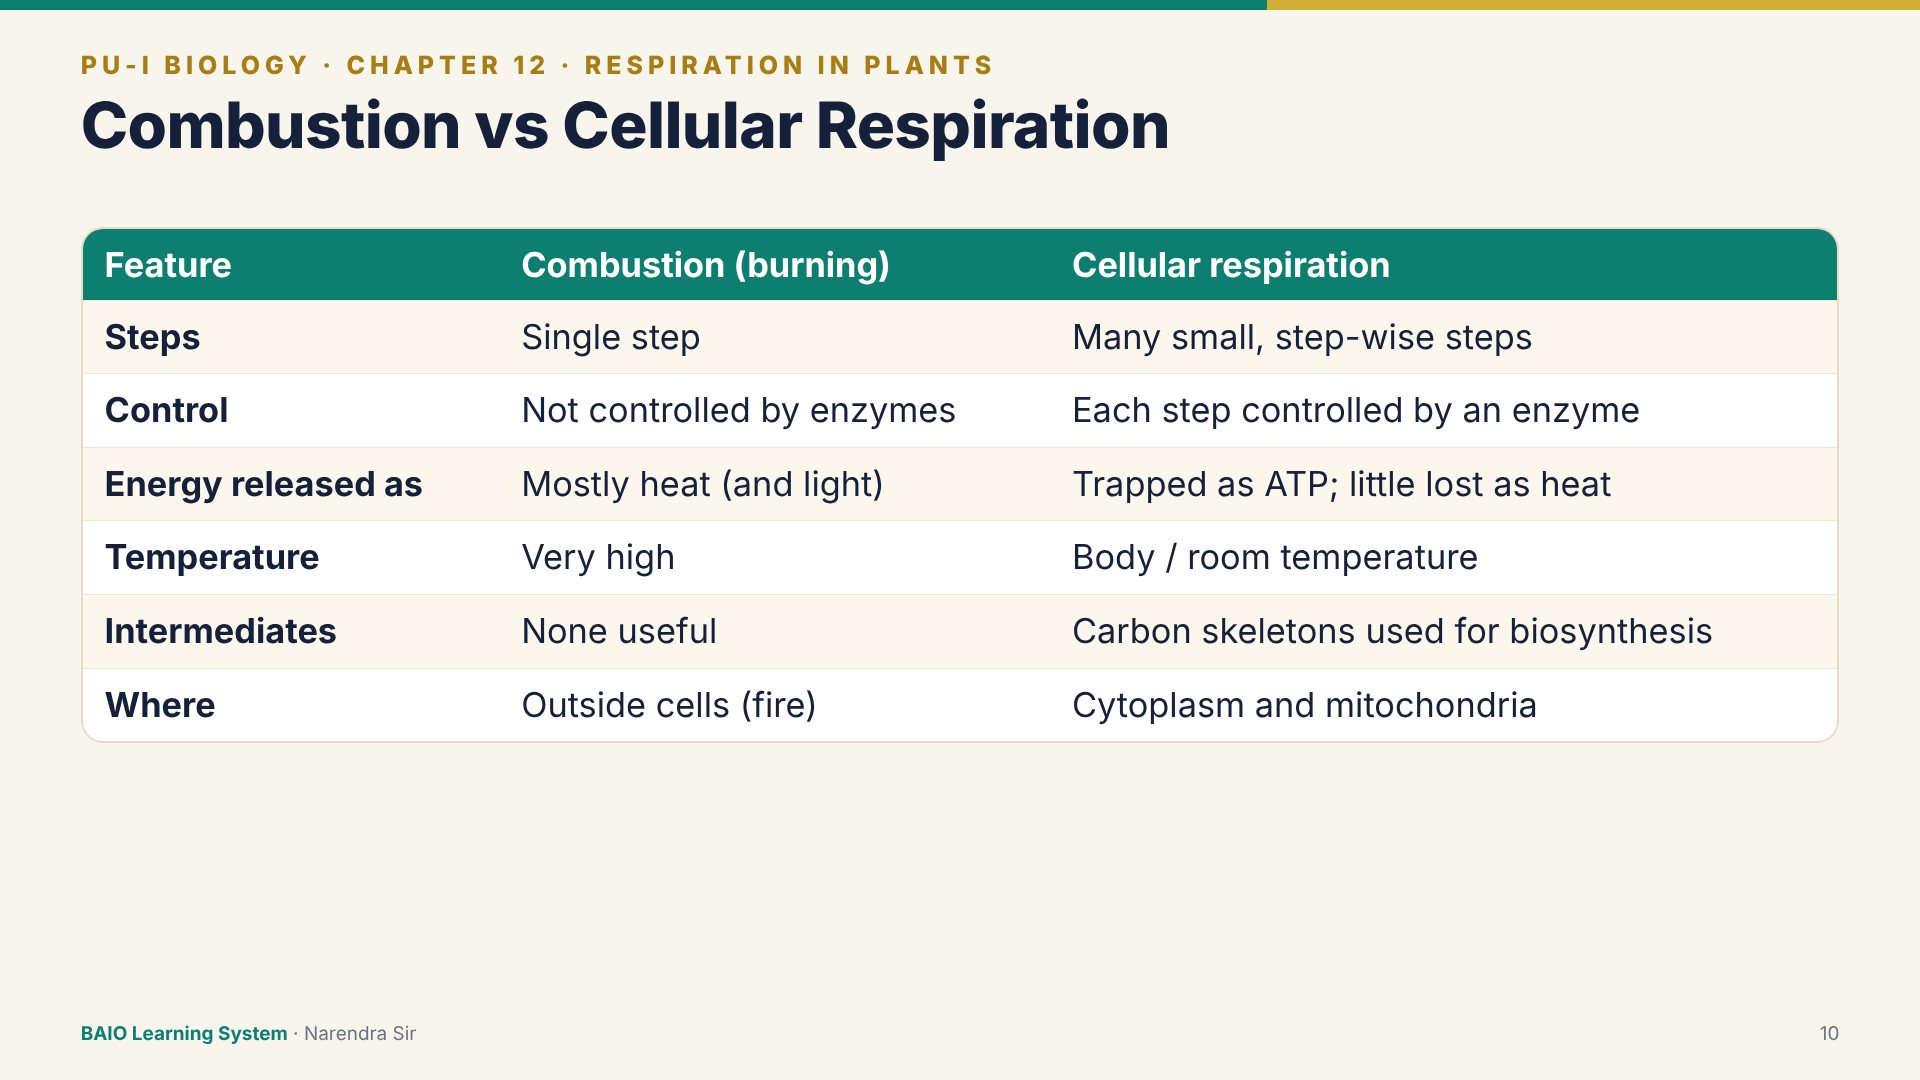 PU-I BIOLOGY · CHAPTER 12 · RESPIRATION IN PLANTS
Combustion vs Cellular Respiration
Feature Combustion (burning) Cellular respiration
Steps Single step Many small, step-wise steps
Control Not controlled by enzymes Each step controlled by an enzyme
Energy released as Mostly heat (and light) Trapped as ATP; little lost as heat
Temperature Very high Body / room temperature
Intermediates None useful Carbon skeletons used for biosynthesis
Where Outside cells (fire) Cytoplasm and mitochondria
BAIO Learning System · Narendra Sir 10